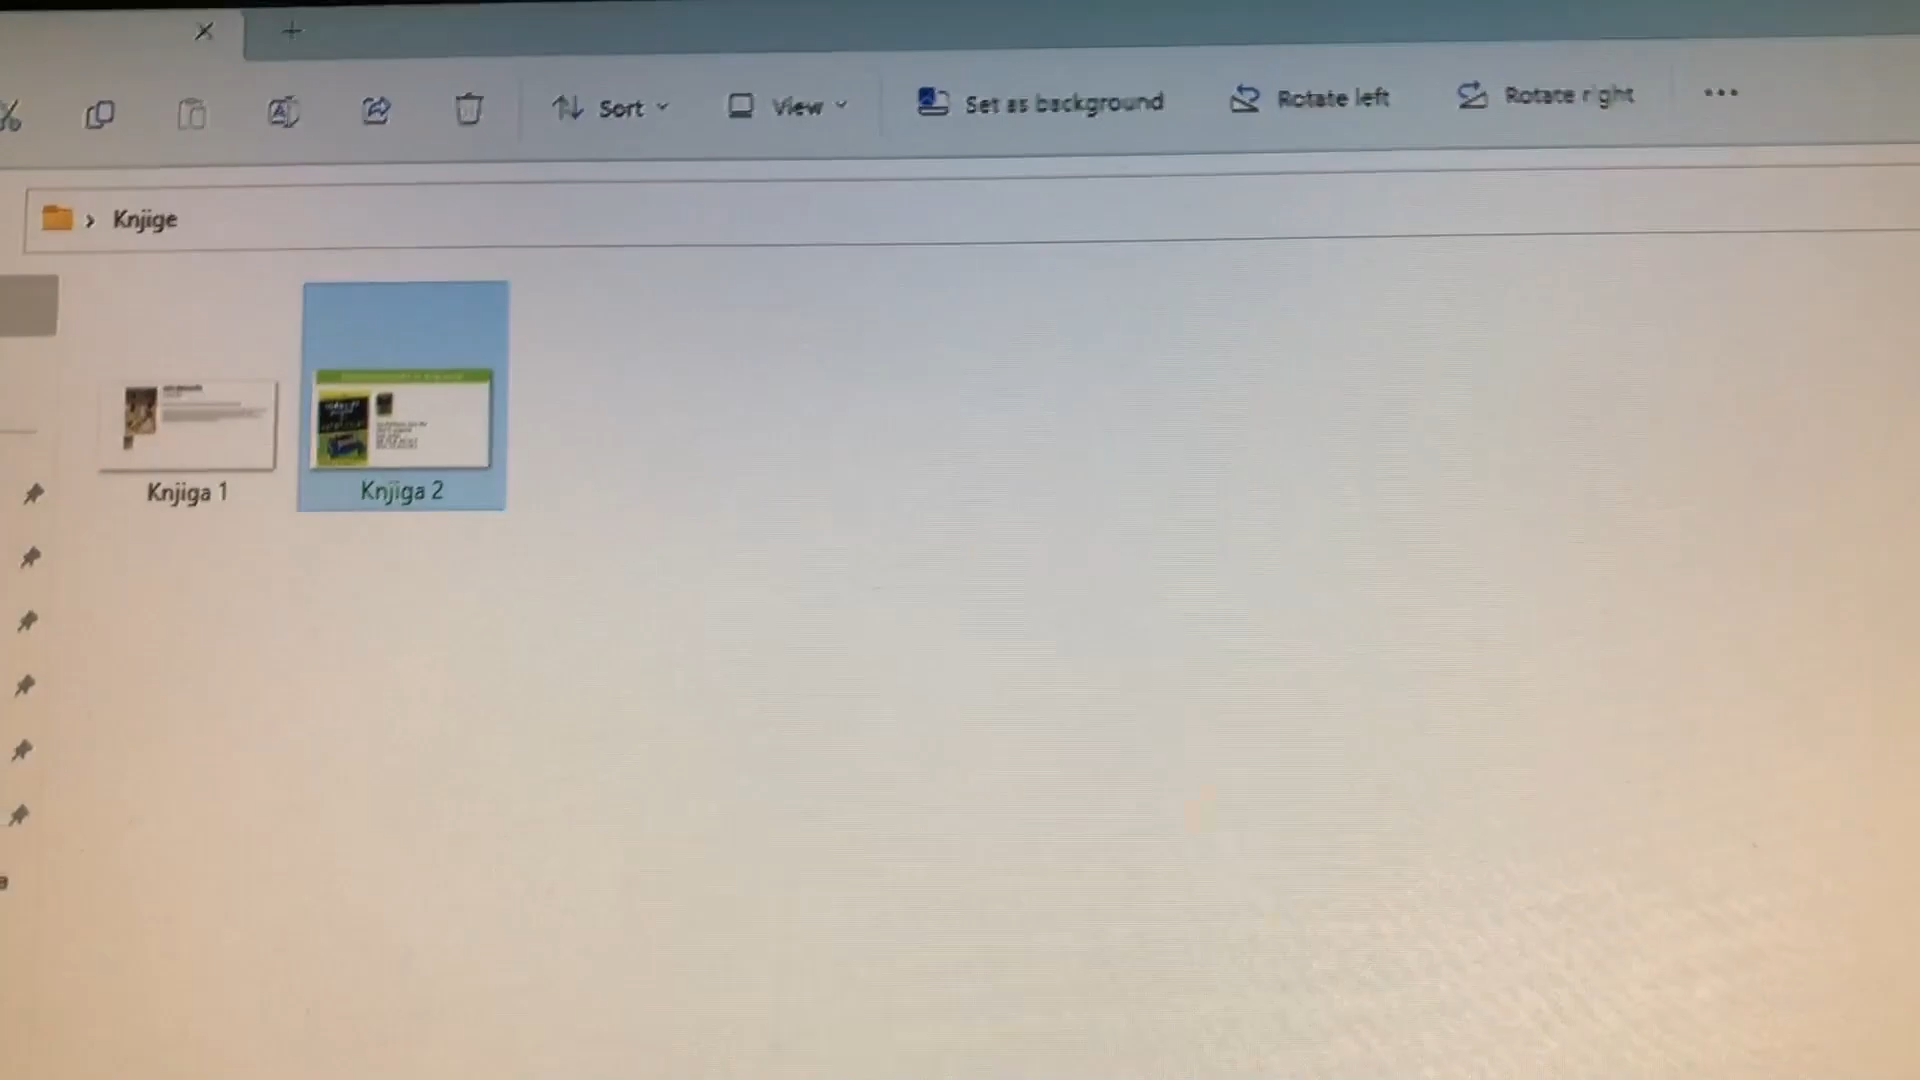 Sort
View
Set as background
Rotate left
Rotate right
Knjige
Knjiga 1
Knjiga 2